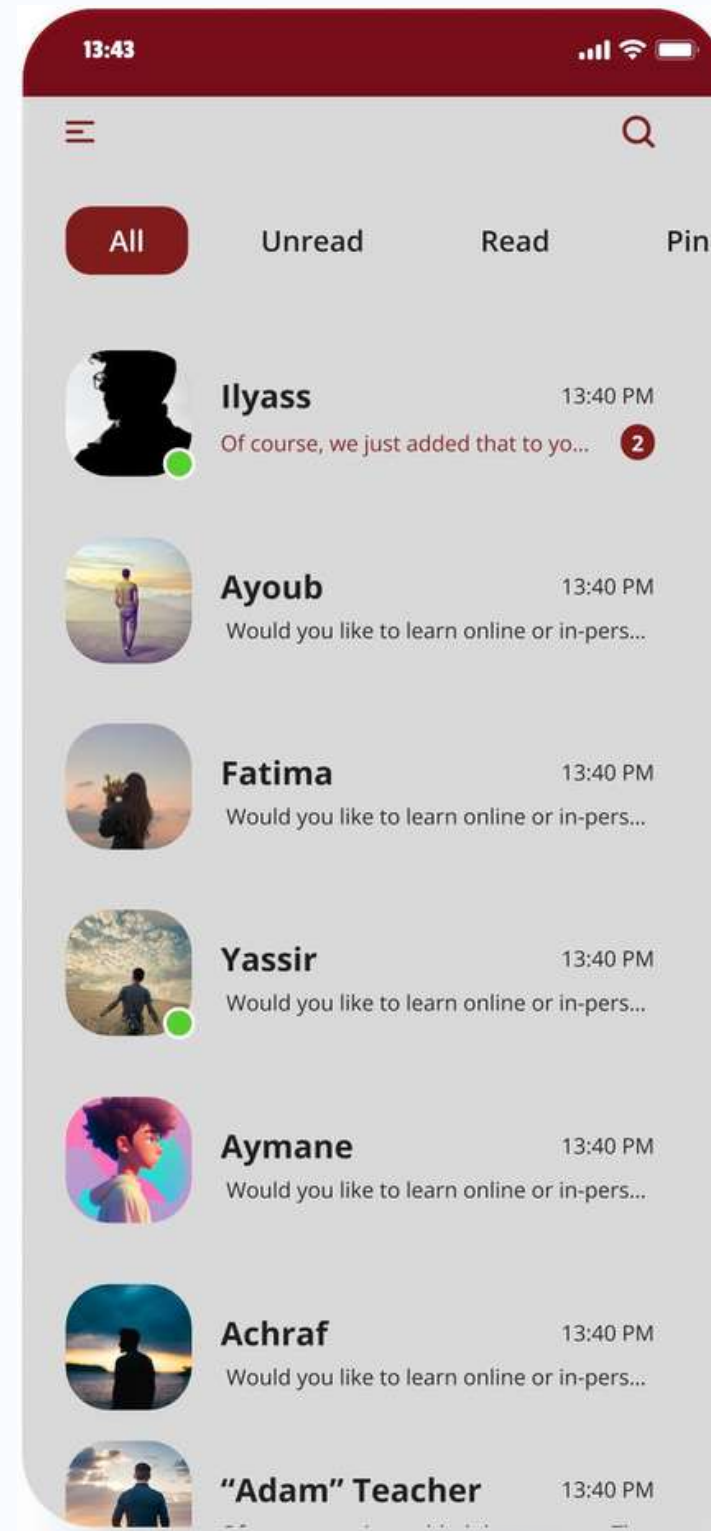 13:43
All Unread Read Pin
Ilyass 13:40 PM
Of course, we just added that to yo... 2
Ayoub 13:40 PM
Would you like to learn online or in-pers...
Fatima 13:40 PM
Would you like to learn online or in-pers...
Yassir 13:40 PM
Would you like to learn online or in-pers...
Aymane 13:40 PM
Would you like to learn online or in-pers...
Achraf 13:40 PM
Would you like to learn online or in-pers...
“Adam” Teacher 13:40 PM